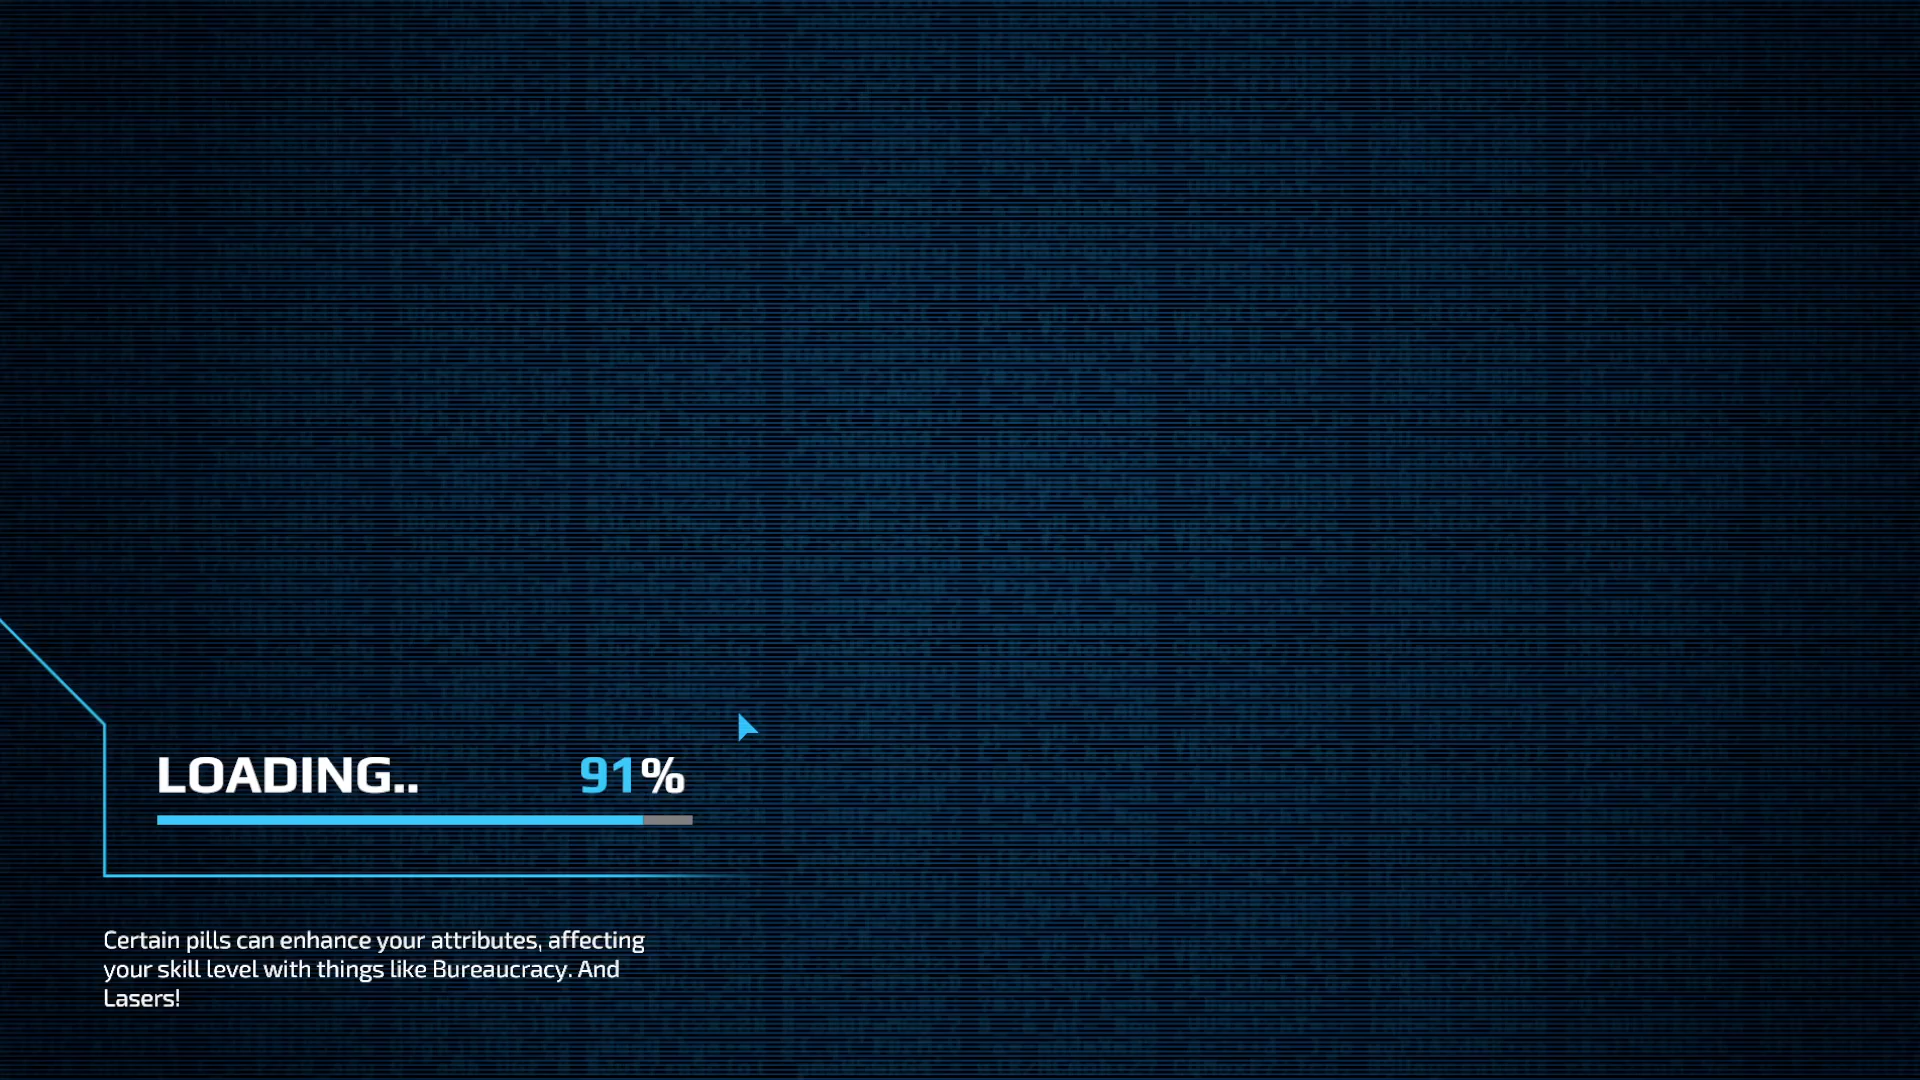 LOADING.. 91%
Certain pills can enhance your attributes, affecting
your skill level with things like Bureaucracy. And
Lasers!